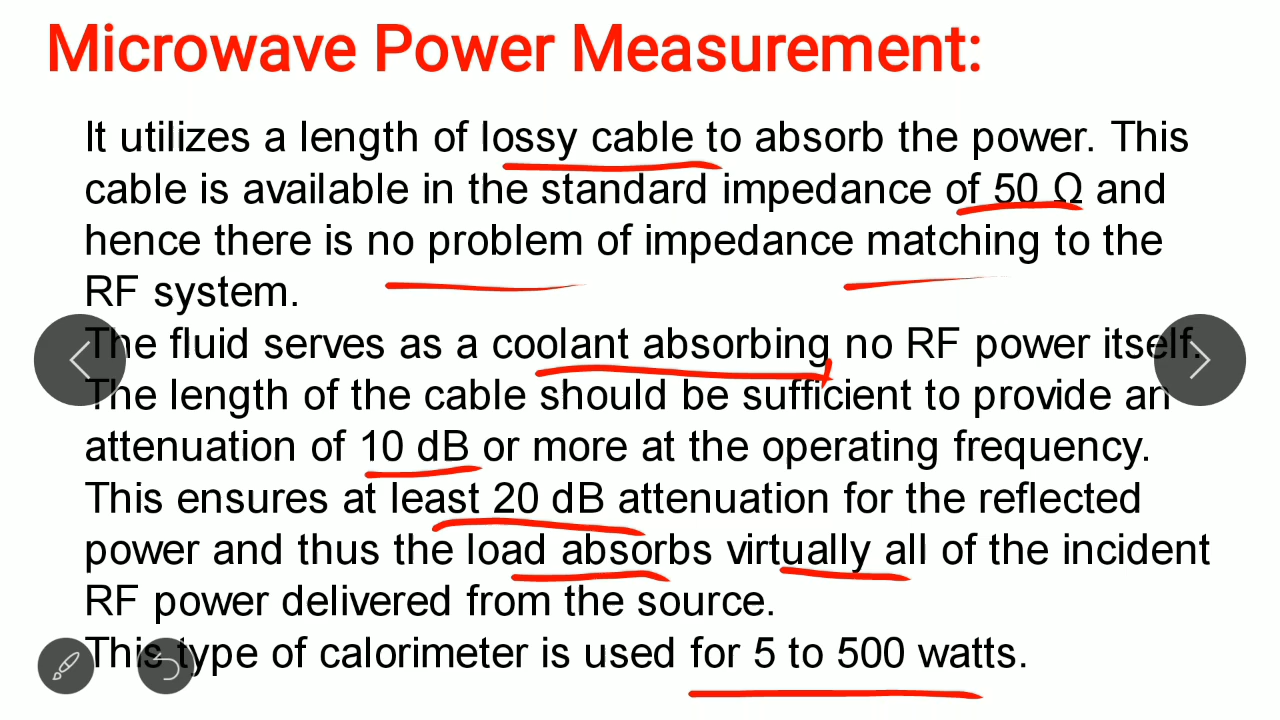 Microwave Power Measurement:
It utilizes a length of lossy cable to absorb the power. This
cable is available in the standard impedance of 50 Ω and
hence there is no problem of impedance matching to the
RF system.
The fluid serves as a coolant absorbing no RF power itself.
The length of the cable should be sufficient to provide an
attenuation of 10 dB or more at the operating frequency.
This ensures at least 20 dB attenuation for the reflected
power and thus the load absorbs virtually all of the incident
RF power delivered from the source.
This type of calorimeter is used for 5 to 500 watts.